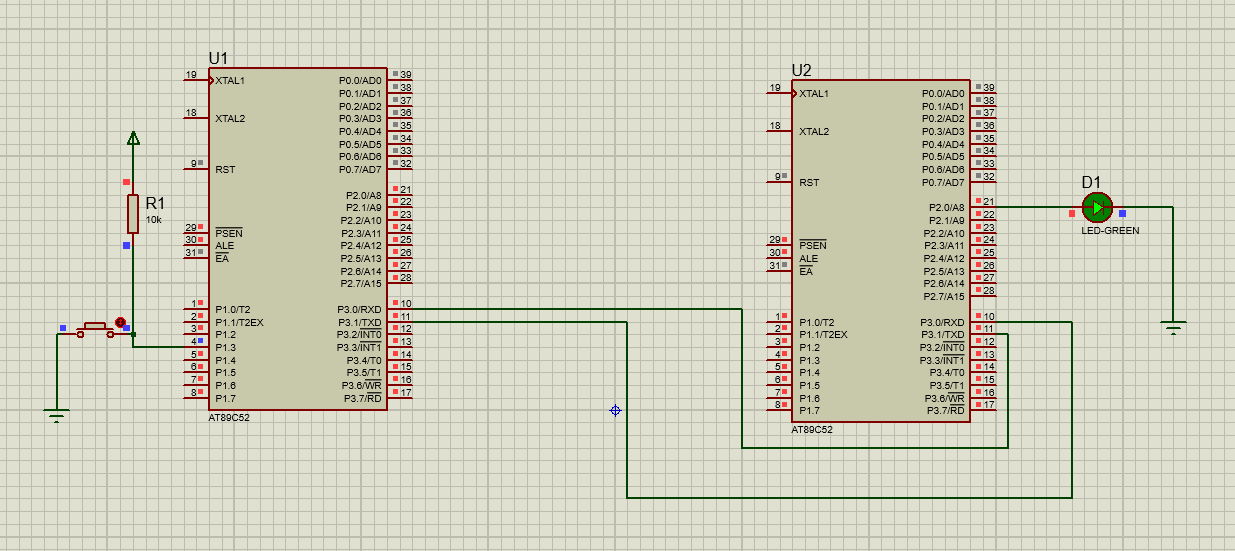 U1
19 XTAL1 P0.0/AD0 39
P0.1/AD1 38
P0.2/AD2 37
18 XTAL2 P0.3/AD3 36
P0.4/AD4 35
P0.5/AD5 34
P0.6/AD6 33
9 RST P0.7/AD7 32
P2.0/A8 21
P2.1/A9 22
P2.2/A10 23
29 PSEN P2.3/A11 24
30 ALE P2.4/A12 25
31 EA P2.5/A13 26
P2.6/A14 27
P2.7/A15 28
1 P1.0/T2 P3.0/RXD 10
2 P1.1/T2EX P3.1/TXD 11
3 P1.2 P3.2/INT0 12
4 P1.3 P3.3/INT1 13
5 P1.4 P3.4/T0 14
6 P1.5 P3.5/T1 15
7 P1.6 P3.6/WR 16
8 P1.7 P3.7/RD 17
AT89C52
R1
10k
U2
19 XTAL1 P0.0/AD0 39
P0.1/AD1 38
P0.2/AD2 37
18 XTAL2 P0.3/AD3 36
P0.4/AD4 35
P0.5/AD5 34
P0.6/AD6 33
9 RST P0.7/AD7 32
P2.0/A8 21
P2.1/A9 22
P2.2/A10 23
29 PSEN P2.3/A11 24
30 ALE P2.4/A12 25
31 EA P2.5/A13 26
P2.6/A14 27
P2.7/A15 28
1 P1.0/T2 P3.0/RXD 10
2 P1.1/T2EX P3.1/TXD 11
3 P1.2 P3.2/INT0 12
4 P1.3 P3.3/INT1 13
5 P1.4 P3.4/T0 14
6 P1.5 P3.5/T1 15
7 P1.6 P3.6/WR 16
8 P1.7 P3.7/RD 17
AT89C52
D1
LED-GREEN